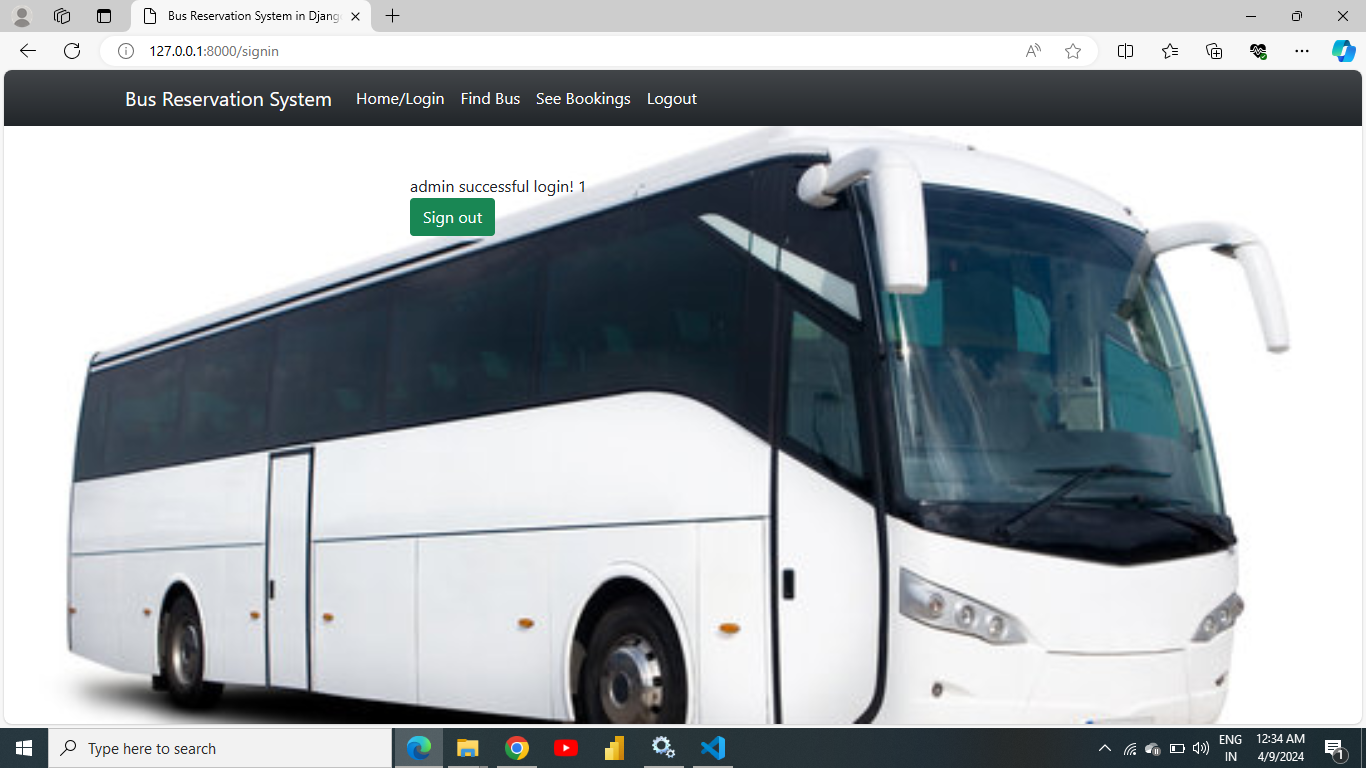 Bus Reservation System in Djang
127.0.0.1:8000/signin
Bus Reservation System Home/Login Find Bus See Bookings Logout
admin successful login! 1
Sign out
Type here to search
ENG
IN
12:34 AM
4/9/2024
1